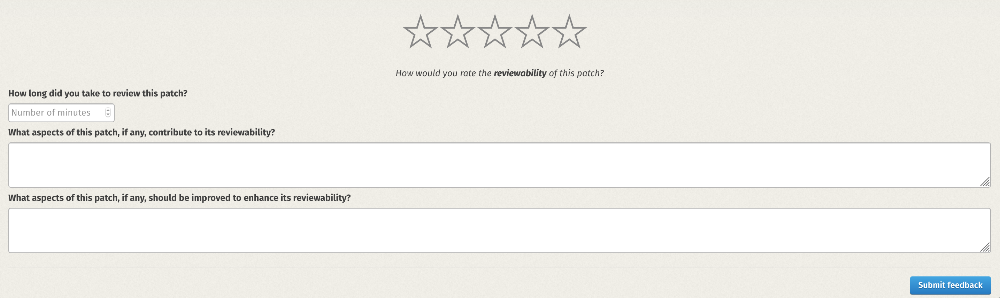 How would you rate the reviewability of this patch?
How long did you take to review this patch?
Number of minutes
What aspects of this patch, if any, contribute to its reviewability?
What aspects of this patch, if any, should be improved to enhance its reviewability?
Submit feedback